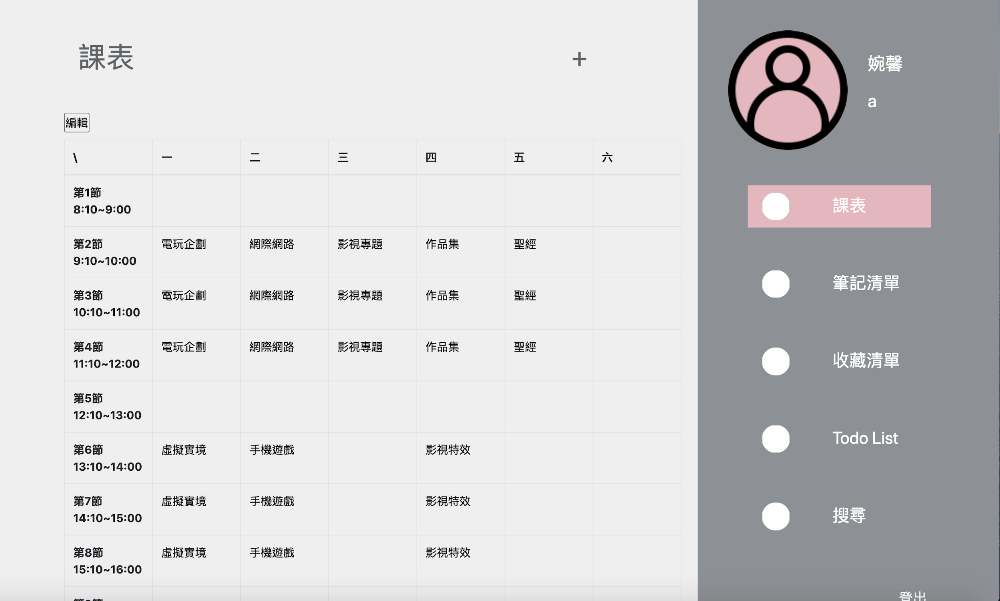 課表
+
編輯
\ 一 二 三 四 五 六
第1節
8:10~9:00
第2節 電玩企劃 網際網路 影視專題 作品集 聖經
9:10~10:00
第3節 電玩企劃 網際網路 影視專題 作品集 聖經
10:10~11:00
第4節 電玩企劃 網際網路 影視專題 作品集 聖經
11:10~12:00
第5節
12:10~13:00
第6節 虛擬實境 手機遊戲 影視特效
13:10~14:00
第7節 虛擬實境 手機遊戲 影視特效
14:10~15:00
第8節 虛擬實境 手機遊戲 影視特效
15:10~16:00
婉馨
a
課表
筆記清單
收藏清單
Todo List
搜尋
登出